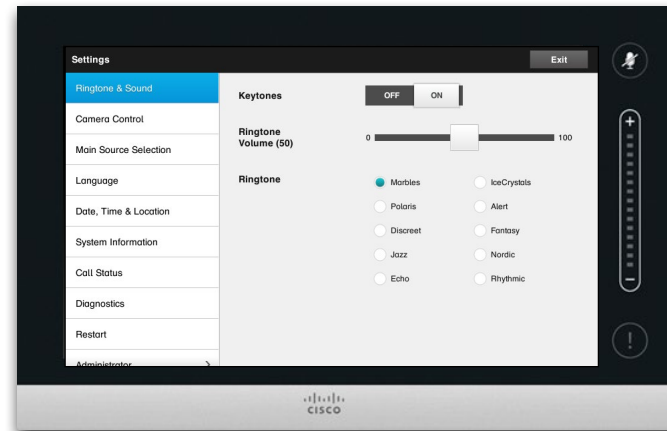 Settings
Exit
Ringtone & Sound
Camera Control
Main Source Selection
Language
Date, Time & Location
System Information
Call Status
Diagnostics
Restart
Administrator
Keytones
OFF ON
Ringtone
Volume (50)
0 100
Ringtone
Marbles IceCrystals
Polaris Alert
Discreet Fantasy
Jazz Nordic
Echo Rhythmic
+
-
!
CISCO